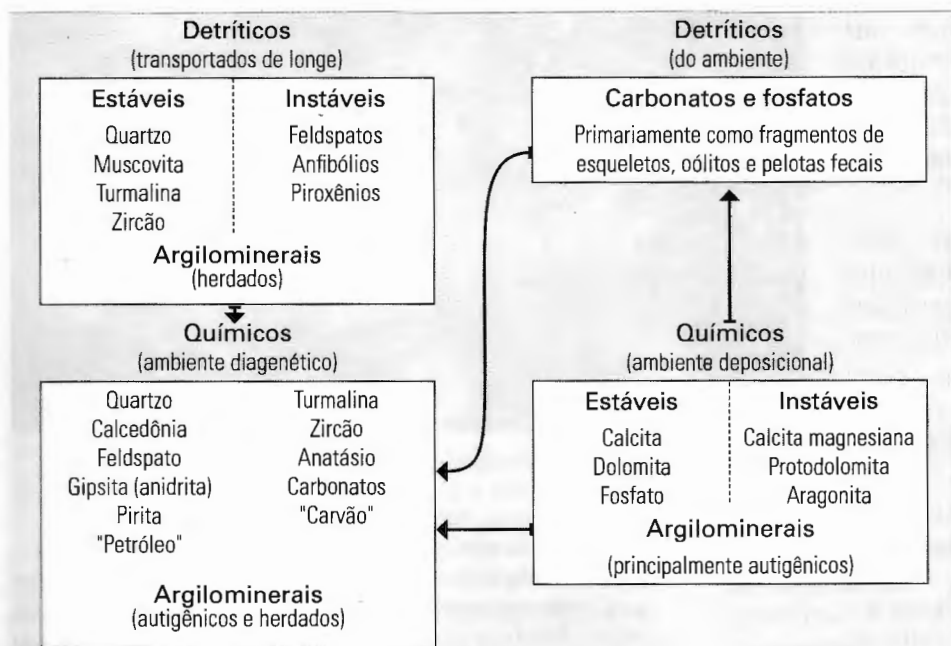 Detríticos
(transportados de longe)
Estáveis
Instáveis
Quartzo
Muscovita
Turmalina
Zircão
Feldspatos
Anfibólios
Piroxênios
Argilominerais
(herdados)
Detríticos
(do ambiente)
Carbonatos e fosfatos
Primariamente como fragmentos de
esqueletos, oólitos e pelotas fecais
Químicos
(ambiente diagenético)
Quartzo
Calcedônia
Feldspato
Gipsita (anidrita)
Pirita
"Petróleo"
Turmalina
Zircão
Anatásio
Carbonatos
"Carvão"
Argilominerais
(autigênicos e herdados)
Químicos
(ambiente deposicional)
Estáveis
Instáveis
Calcita
Dolomita
Fosfato
Calcita magnesiana
Protodolomita
Aragonita
Argilominerais
(principalmente autigênicos)